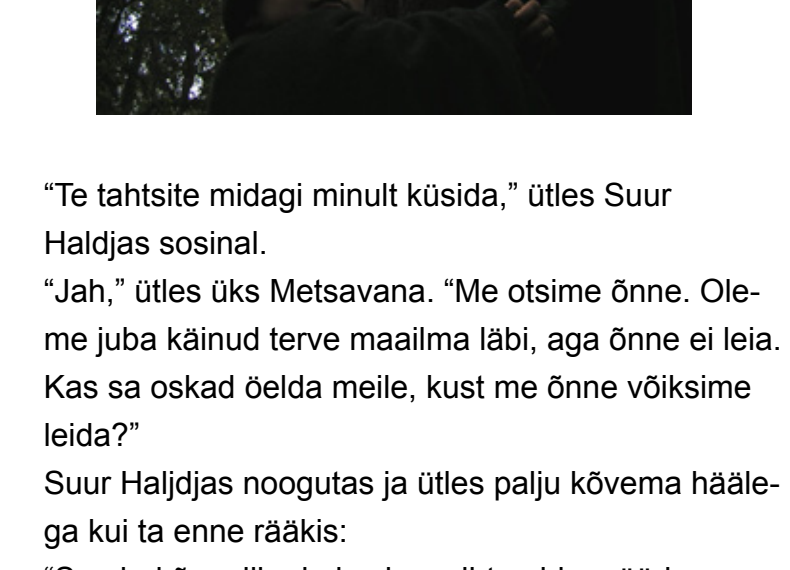 “Te tahtsite midagi minult küsida,” ütles Suur
Haldjas sosinal.
“Jah,” ütles üks Metsavana. “Me otsime õnne. Ole-
me juba käinud terve maailma läbi, aga õnne ei leia.
Kas sa oskad öelda meile, kust me õnne võiksime
leida?”
Suur Haljdjas noogutas ja ütles palju kõvema hääle-
ga kui ta enne rääkis: